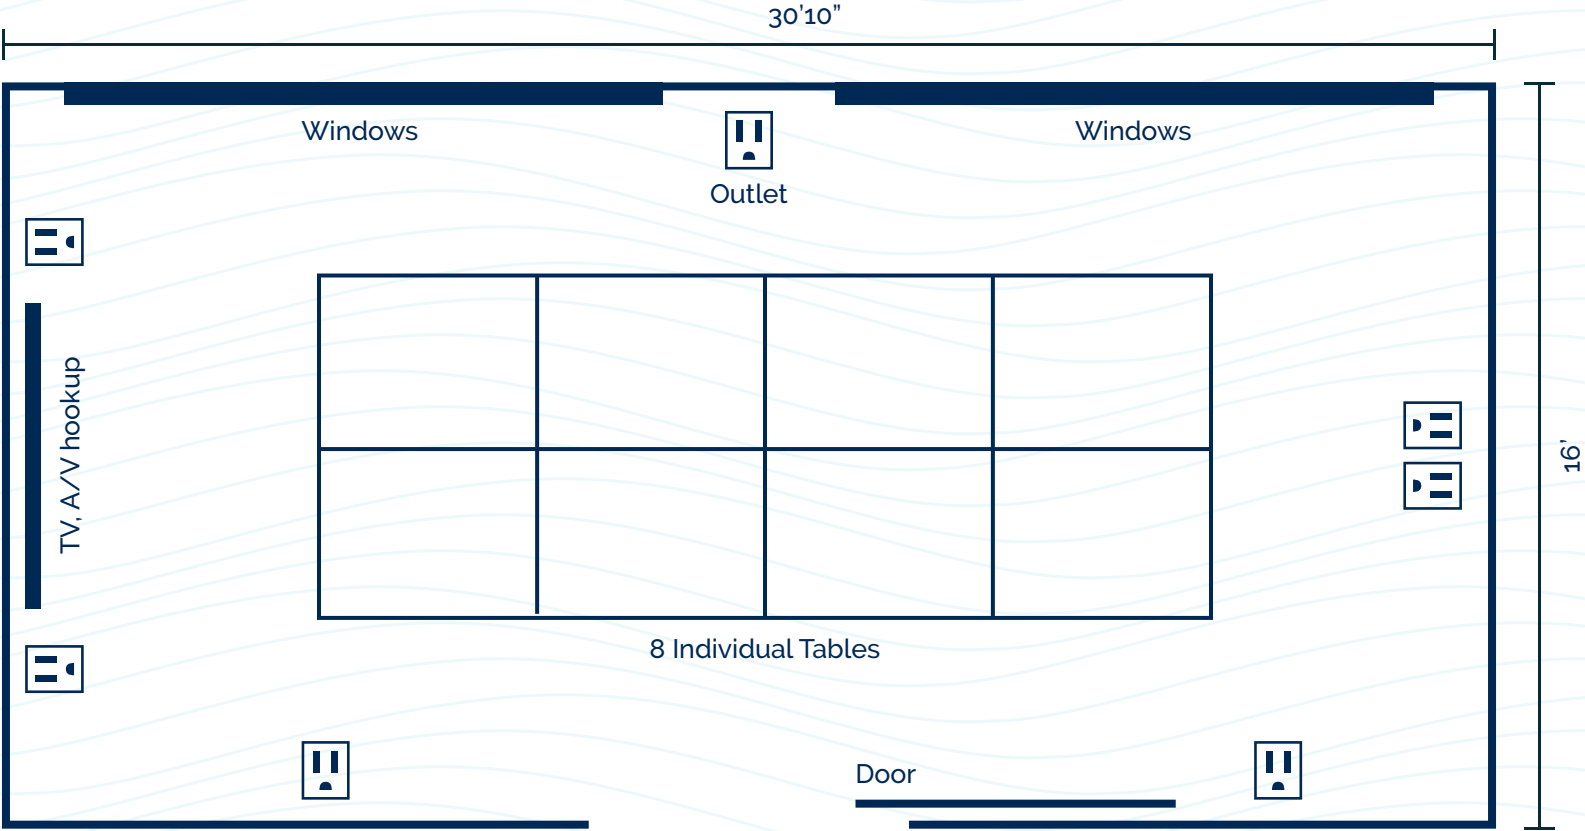 30’10”
Windows
Windows
Outlet
TV, A/V hookup
16’
8 Individual Tables
Door